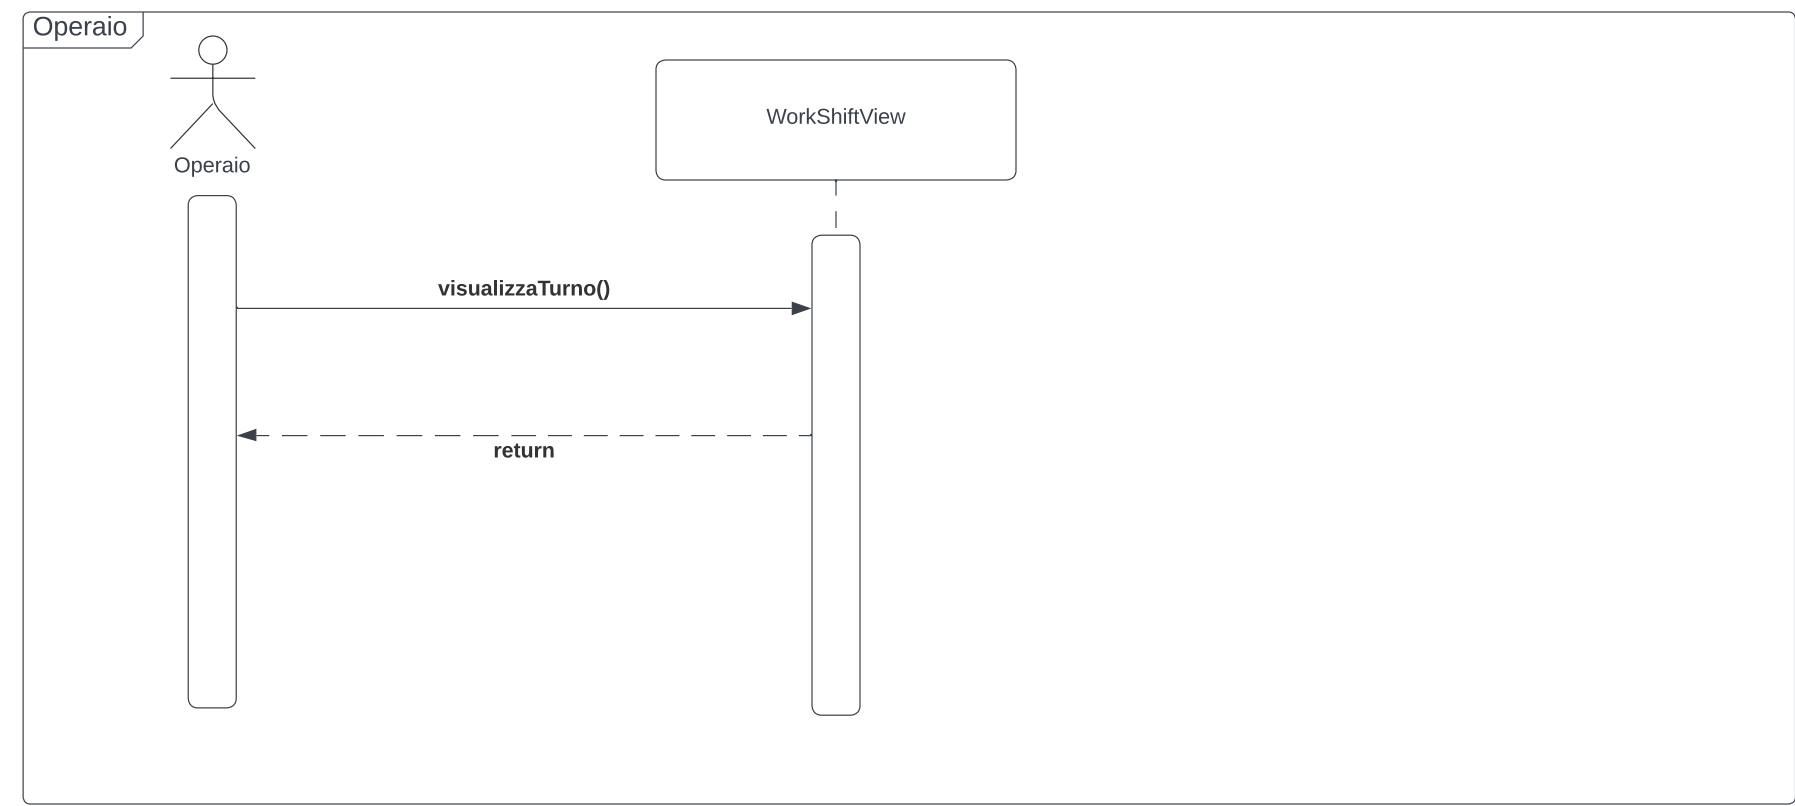 Operaio
Operaio
WorkShiftView
visualizzaTurno()
return